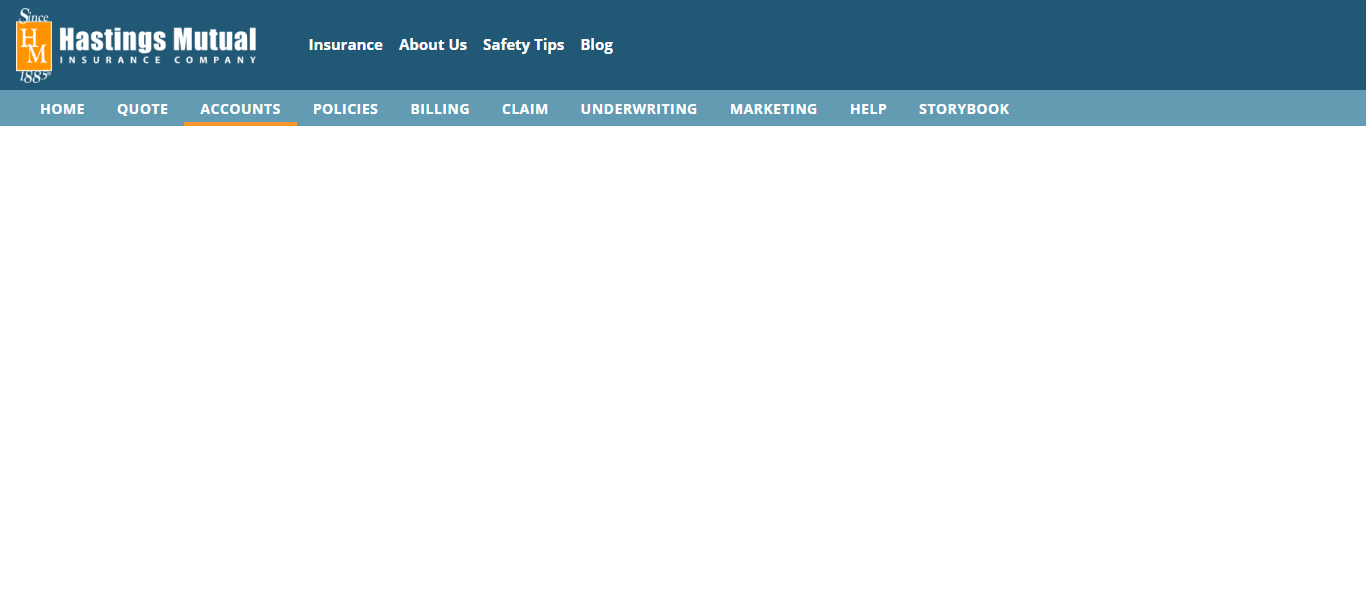 Since
HM
1885®
Hastings Mutual
INSURANCE COMPANY
Insurance About Us Safety Tips Blog
HOME QUOTE ACCOUNTS POLICIES BILLING CLAIM UNDERWRITING MARKETING HELP STORYBOOK